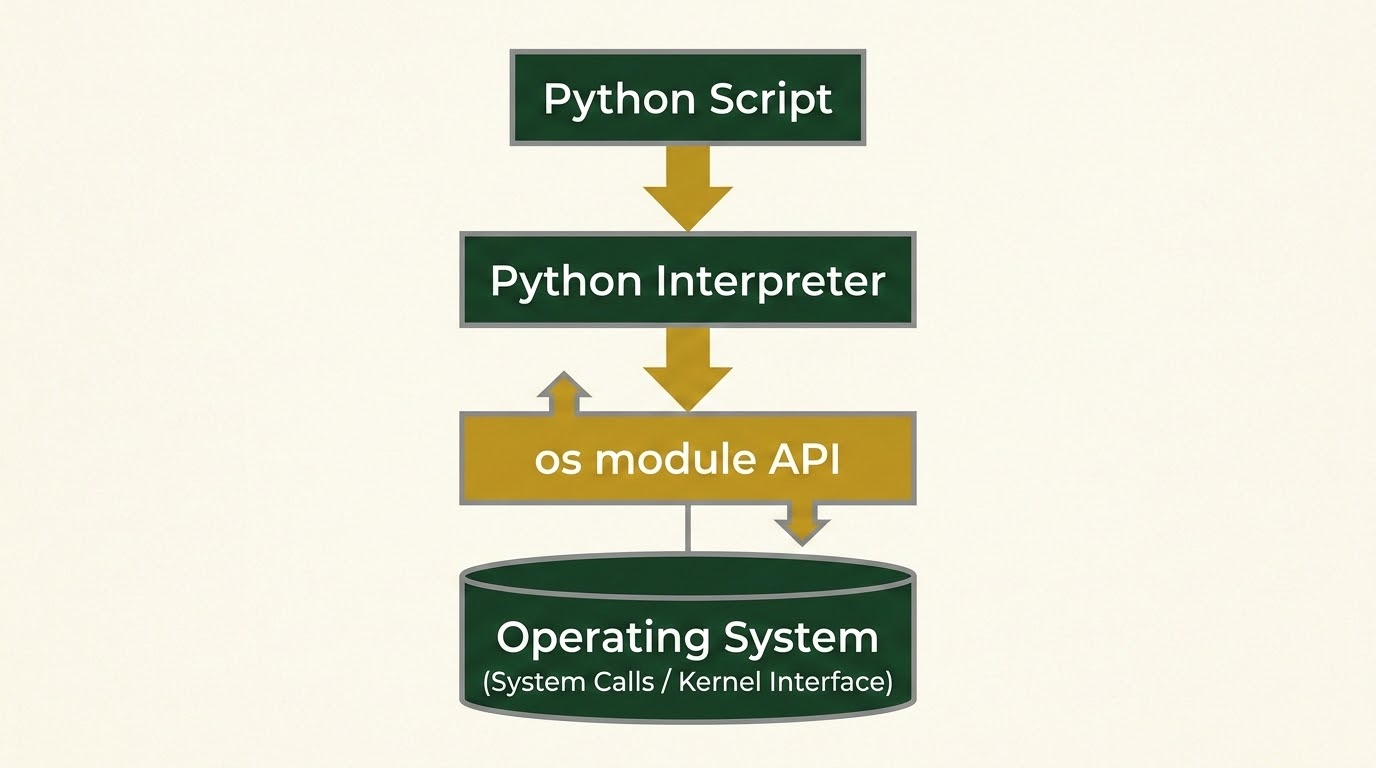 Python Script
Python Interpreter
os module API
Operating System
(System Calls / Kernel Interface)